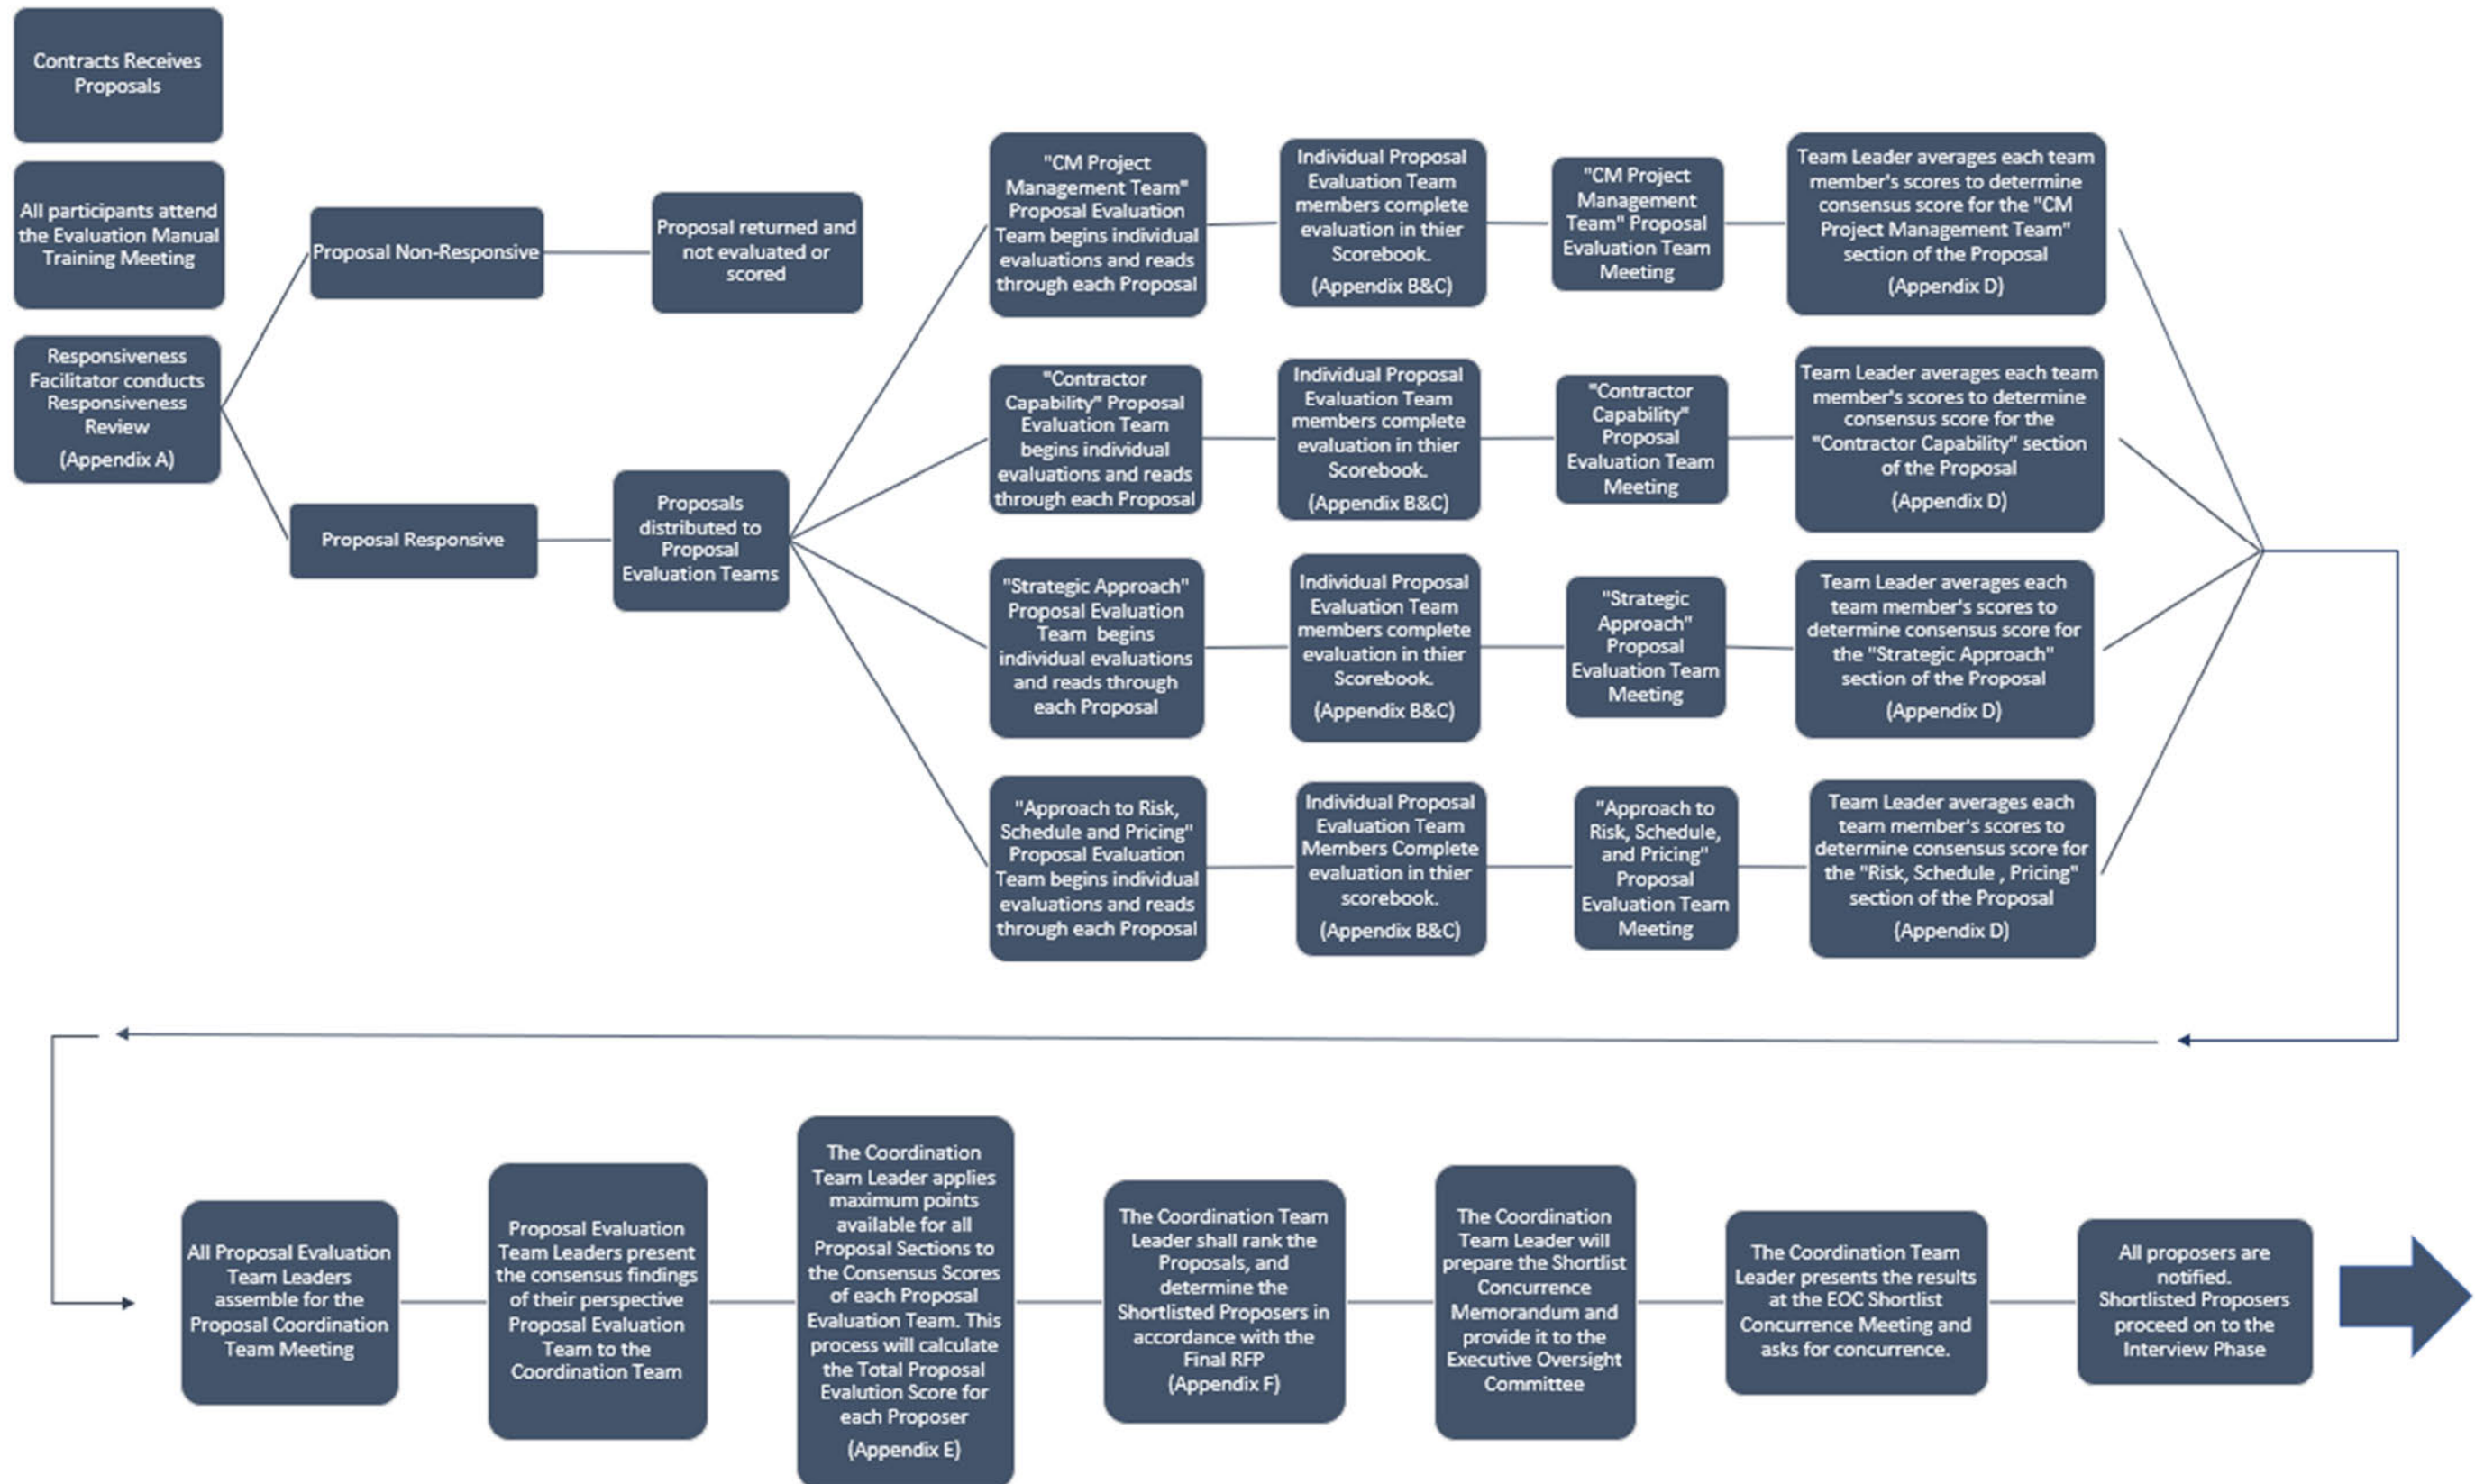 Contracts Receives
Proposals
All participants attend
the Evaluation Manual
Training Meeting
Responsiveness
Facilitator conducts
Responsiveness
Review
(Appendix A)
Proposal Non-Responsive
Proposal returned and
not evaluated or
scored
Proposal Responsive
Proposals
distributed to
Proposal
Evaluation Teams
"CM Project
Management Team"
Proposal Evaluation
Team begins individual
evaluations and reads
through each Proposal
Individual Proposal
Evaluation Team
members complete
evaluation in thier
Scorebook.
(Appendix B&C)
"CM Project
Management
Team" Proposal
Evaluation Team
Meeting
Team Leader averages each team
member's scores to determine
consensus score for the "CM
Project Management Team"
section of the Proposal
(Appendix D)
"Contractor
Capability" Proposal
Evaluation Team
begins individual
evaluations and reads
through each Proposal
Individual Proposal
Evaluation Team
members complete
evaluation in thier
Scorebook.
(Appendix B&C)
"Contractor
Capability"
Proposal
Evaluation Team
Meeting
Team Leader averages each team
member's scores to determine
consensus score for the
"Contractor Capability" section
of the Proposal
(Appendix D)
"Strategic Approach"
Proposal Evaluation
Team begins
individual evaluations
and reads through
each Proposal
Individual Proposal
Evaluation Team
members complete
evaluation in thier
Scorebook.
(Appendix B&C)
"Strategic
Approach"
Proposal
Evaluation Team
Meeting
Team Leader averages each
team member's scores to
determine consensus score for
the "Strategic Approach"
section of the Proposal
(Appendix D)
"Approach to Risk,
Schedule and Pricing"
Proposal Evaluation
Team begins individual
evaluations and reads
through each Proposal
Individual Proposal
Evaluation Team
Members Complete
evaluation in thier
scorebook.
(Appendix B&C)
"Approach to
Risk, Schedule,
and Pricing"
Proposal
Evaluation Team
Meeting
Team Leader averages each
team member's scores to
determine consensus score for
the "Risk, Schedule , Pricing"
section of the Proposal
(Appendix D)
All Proposal Evaluation
Team Leaders
assemble for the
Proposal Coordination
Team Meeting
Proposal Evaluation
Team Leaders present
the consensus findings
of their perspective
Proposal Evaluation
Team to the
Coordination Team
The Coordination
Team Leader applies
maximum points
available for all
Proposal Sections to
the Consensus Scores
of each Proposal
Evaluation Team. This
process will calculate
the Total Proposal
Evalution Score for
each Proposer
(Appendix E)
The Coordination Team
Leader shall rank the
Proposals, and
determine the
Shortlisted Proposers in
accordance with the
Final RFP
(Appendix F)
The Coordination
Team Leader will
prepare the Shortlist
Concurrence
Memorandum and
provide it to the
Executive Oversight
Committee
The Coordination Team
Leader presents the results
at the EOC Shortlist
Concurrence Meeting and
asks for concurrence.
All proposers are
notified.
Shortlisted Proposers
proceed on to the
Interview Phase